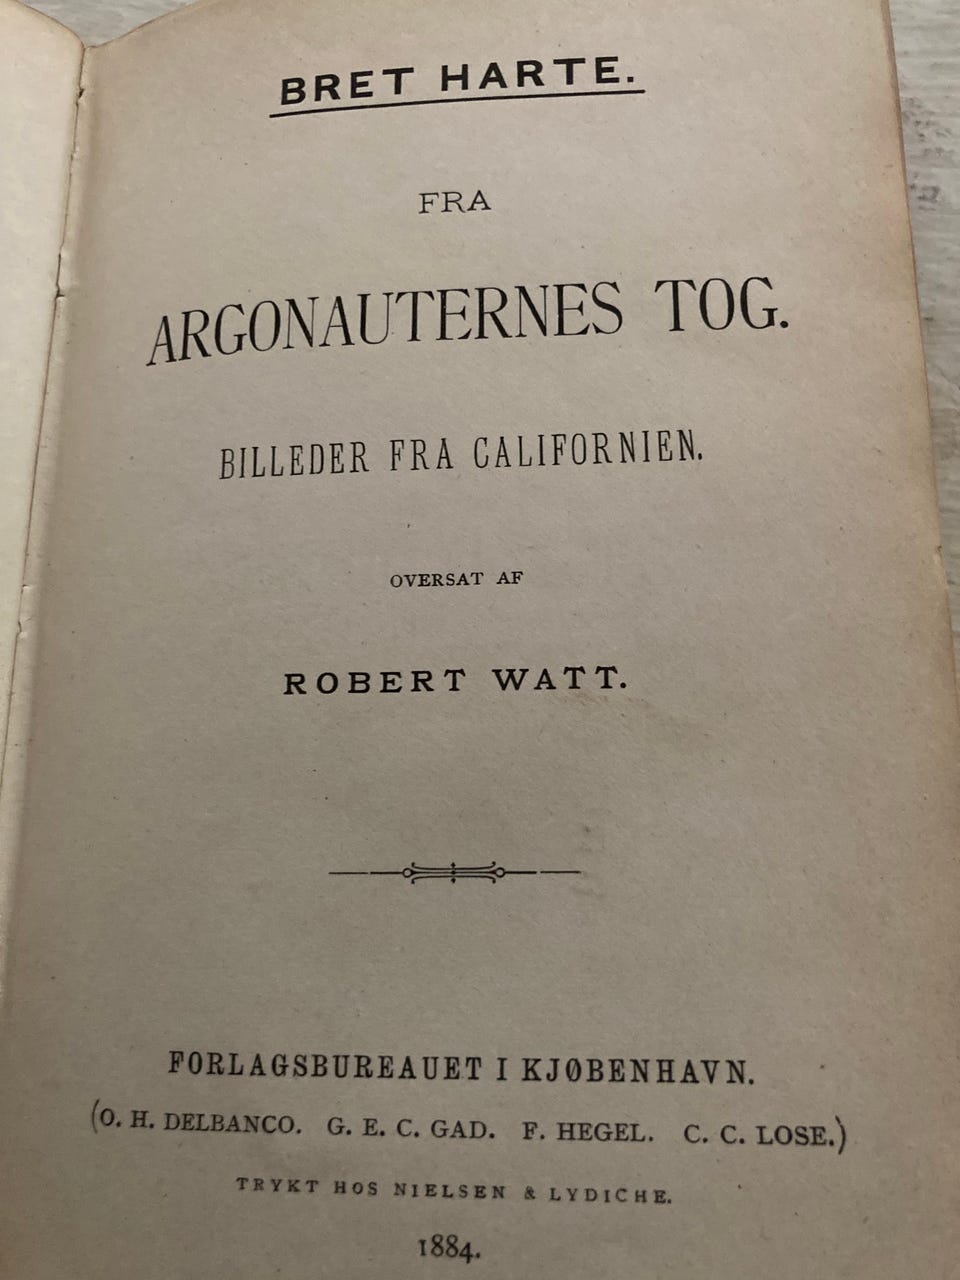 BRET HARTE.
FRA
ARGONAUTERNES TOG.
BILLEDER FRA CALIFORNIEN.
OVERSAT AF
ROBERT WATT.
FORLAGSBUREAUET I KJØBENHAVN.
(O. H. DELBANCO. G. E. C. GAD. F. HEGEL. C. C. LOSE.)
TRYKT HOS NIELSEN & LYDICHE.
1884.